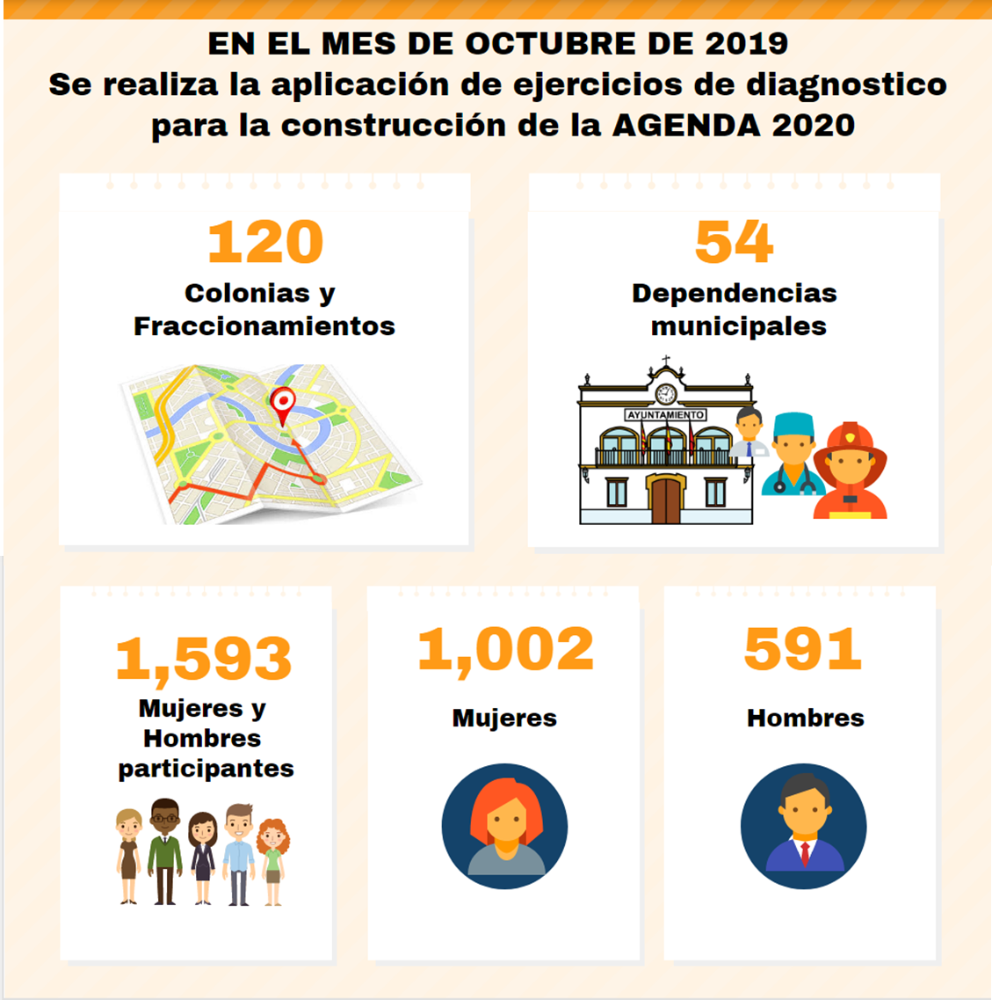 EN EL MES DE OCTUBRE DE 2019
Se realiza la aplicación de ejercicios de diagnostico
para la construcción de la AGENDA 2020
120
Colonias y
Fraccionamientos
54
Dependencias
municipales
AYUNTAMIENTO
1,593
Mujeres y
Hombres
participantes
1,002
Mujeres
591
Hombres